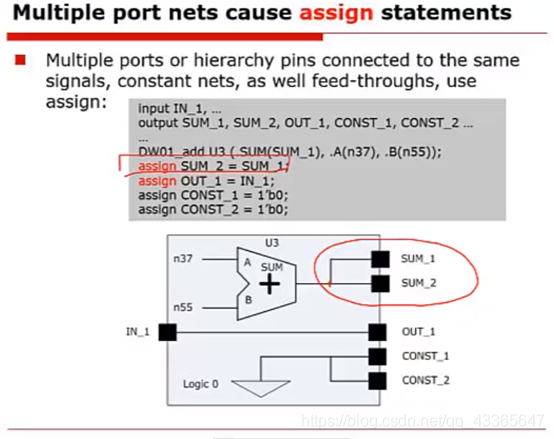 Multiple port nets cause assign statements
Multiple ports or hierarchy pins connected to the same
signals, constant nets, as well feed-throughs, use
assign:
input IN_1, ...
output SUM_1, SUM_2, OUT_1, CONST_1, CONST_2 ...
...
DW01_add U3 ( SUM(SUM_1), .A(n37), .B(n55));
assign SUM_2 = SUM_1;
assign OUT_1 = IN_1;
assign CONST_1 = 1'b0;
assign CONST_2 = 1'b0;
U3
n37
A
SUM
SUM_1
+
SUM_2
n55
B
IN_1
OUT_1
CONST_1
Logic 0
CONST_2
https://blog.csdn.net/qq_43365647